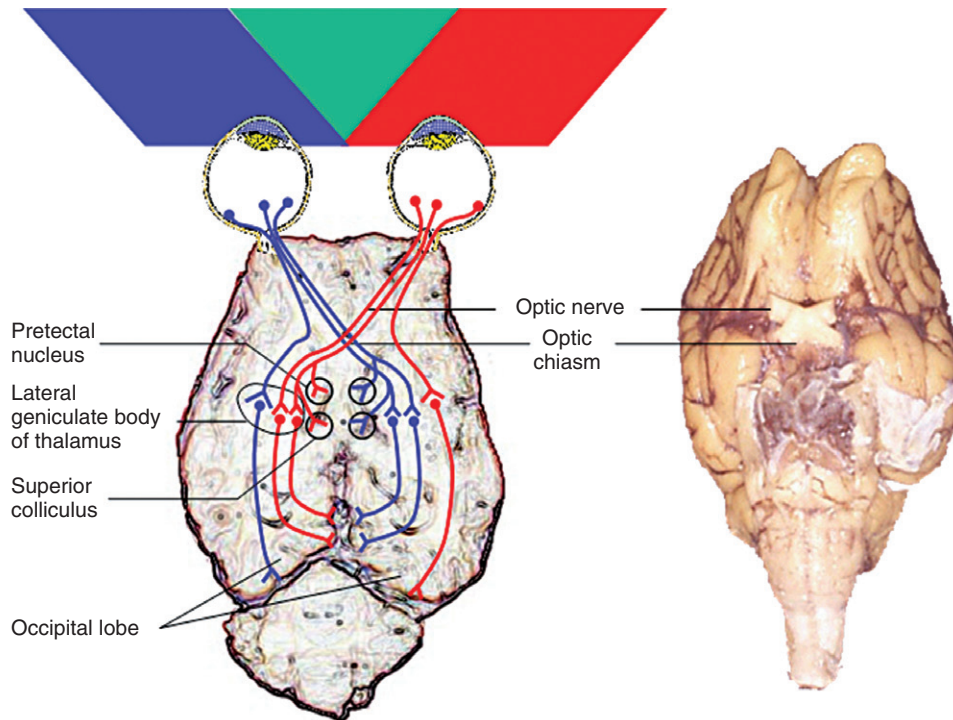 Optic nerve
Optic
chiasm
Pretectal
nucleus
Lateral
geniculate body
of thalamus
Superior
colliculus
Occipital lobe